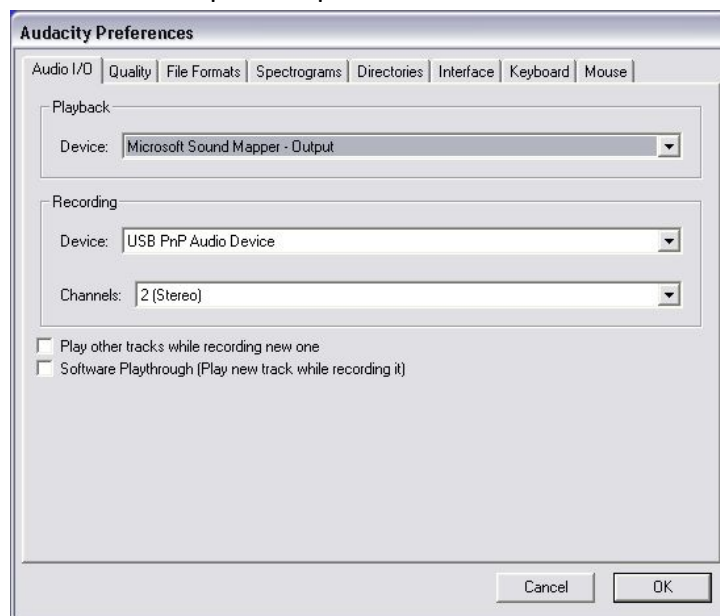 Audacity Preferences
Audio I/O Quality File Formats Spectrograms Directories Interface Keyboard Mouse
Playback
Device: Microsoft Sound Mapper - Output
Recording
Device: USB PnP Audio Device
Channels: 2 (Stereo)
Play other tracks while recording new one
Software Playthrough (Play new track while recording it)
Cancel OK